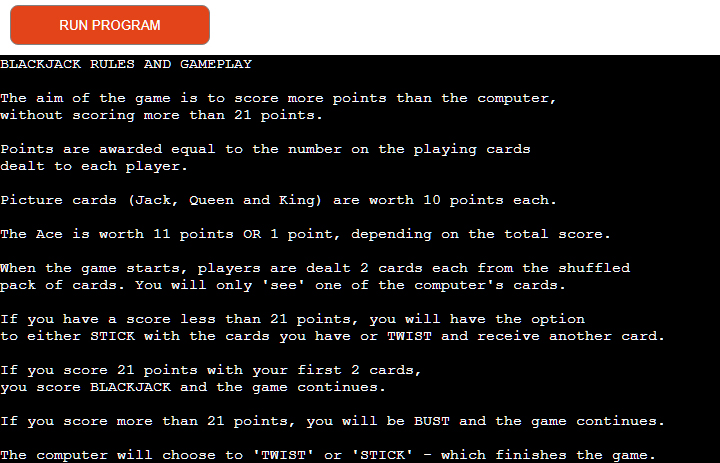 RUN PROGRAM
BLACKJACK RULES AND GAMEPLAY
The aim of the game is to score more points than the computer,
without scoring more than 21 points.
Points are awarded equal to the number on the playing cards
dealt to each player.
Picture cards (Jack, Queen and King) are worth 10 points each.
The Ace is worth 11 points OR 1 point, depending on the total score.
When the game starts, players are dealt 2 cards each from the shuffled
pack of cards. You will only 'see' one of the computer's cards.
If you have a score less than 21 points, you will have the option
to either STICK with the cards you have or TWIST and receive another card.
If you score 21 points with your first 2 cards,
you score BLACKJACK and the game continues.
If you score more than 21 points, you will be BUST and the game continues.
The computer will choose to 'TWIST' or 'STICK' - which finishes the game.